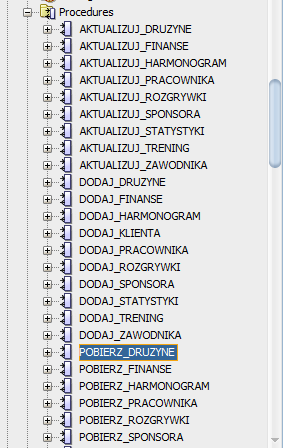 Procedures
AKTUALIZUJ_DRUZYNE
AKTUALIZUJ_FINANSE
AKTUALIZUJ_HARMONOGRAM
AKTUALIZUJ_PRACOWNIKA
AKTUALIZUJ_ROZGRYWKI
AKTUALIZUJ_SPONSORA
AKTUALIZUJ_STATYSTYKI
AKTUALIZUJ_TRENING
AKTUALIZUJ_ZAWODNIKA
DODAJ_DRUZYNE
DODAJ_FINANSE
DODAJ_HARMONOGRAM
DODAJ_KLIENTA
DODAJ_PRACOWNIKA
DODAJ_ROZGRYWKI
DODAJ_SPONSORA
DODAJ_STATYSTYKI
DODAJ_TRENING
DODAJ_ZAWODNIKA
POBIERZ_DRUZYNE
POBIERZ_FINANSE
POBIERZ_HARMONOGRAM
POBIERZ_PRACOWNIKA
POBIERZ_ROZGRYWKI
POBIERZ_SPONSORA